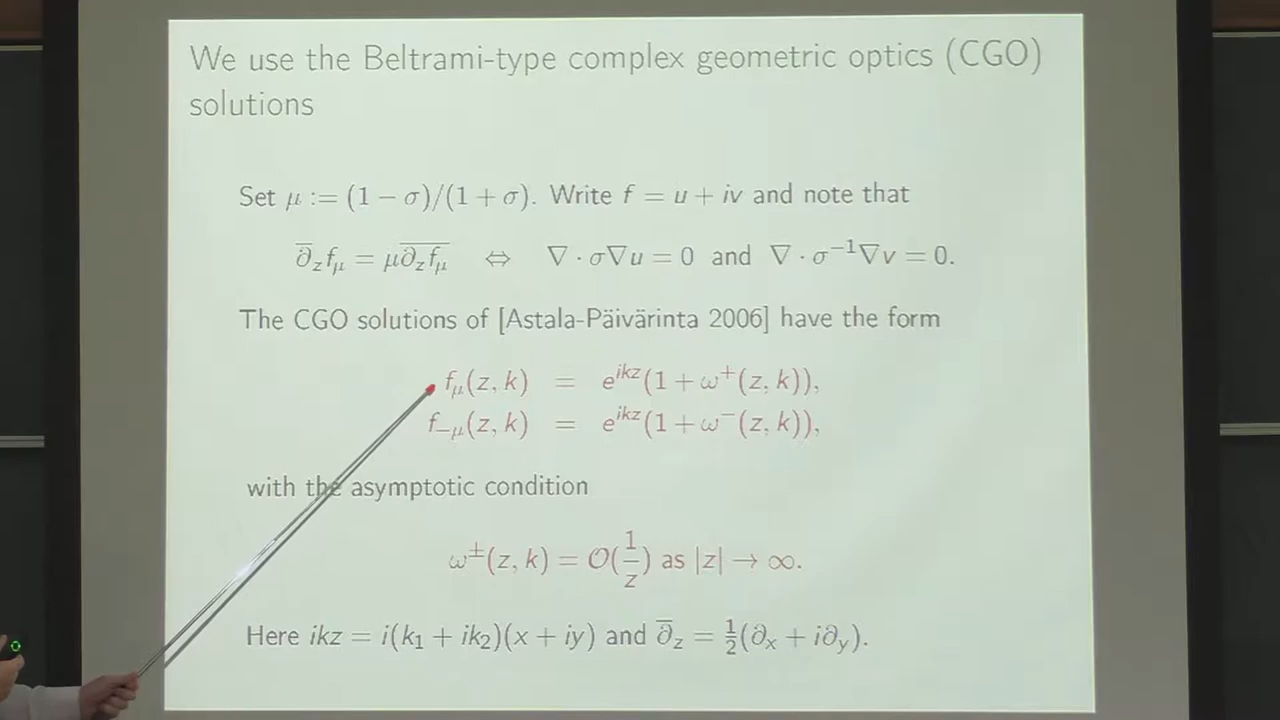 We use the Beltrami-type complex geometric optics (CGO)
solutions
Set μ := (1 − σ)/(1 + σ). Write f = u + iv and note that
∂̅_z f_μ = μ \overline{∂_z f_μ} ⇔ ∇ · σ∇u = 0 and ∇ · σ⁻¹∇v = 0.
The CGO solutions of [Astala-Päivärinta 2006] have the form
f_μ(z, k) = e^{ikz}(1 + ω⁺(z, k)),
f_{−μ}(z, k) = e^{ikz}(1 + ω⁻(z, k)),
with the asymptotic condition
ω^±(z, k) = 𝒪(1/z) as |z| → ∞.
Here ikz = i(k₁ + ik₂)(x + iy) and ∂̅_z = ½(∂_x + i∂_y).